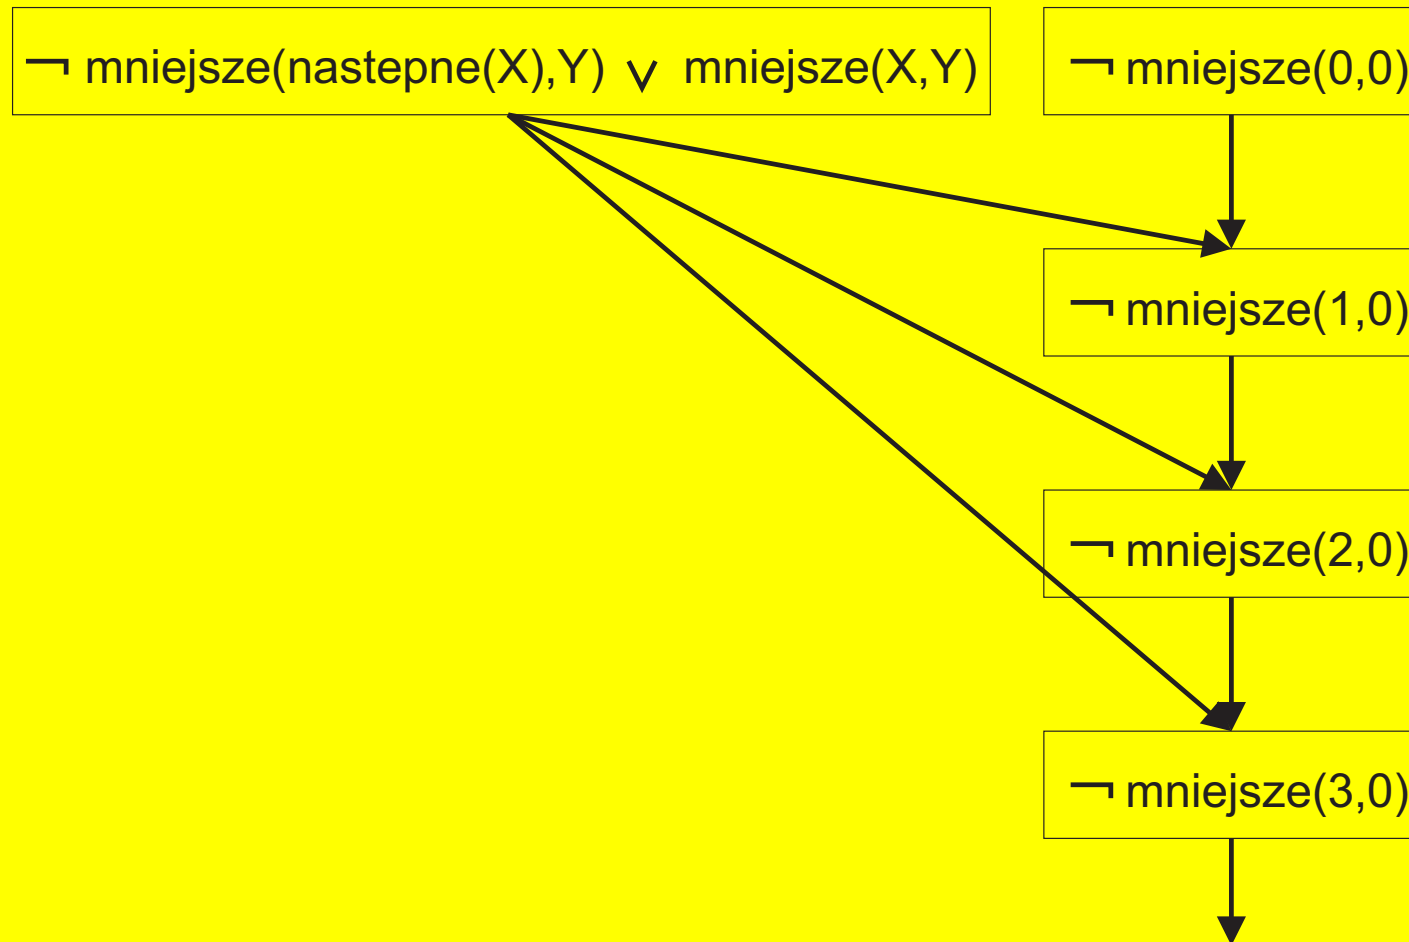 ¬ mniejsze(nastepne(X),Y) ∨ mniejsze(X,Y)
¬ mniejsze(0,0)
¬ mniejsze(1,0)
¬ mniejsze(2,0)
¬ mniejsze(3,0)